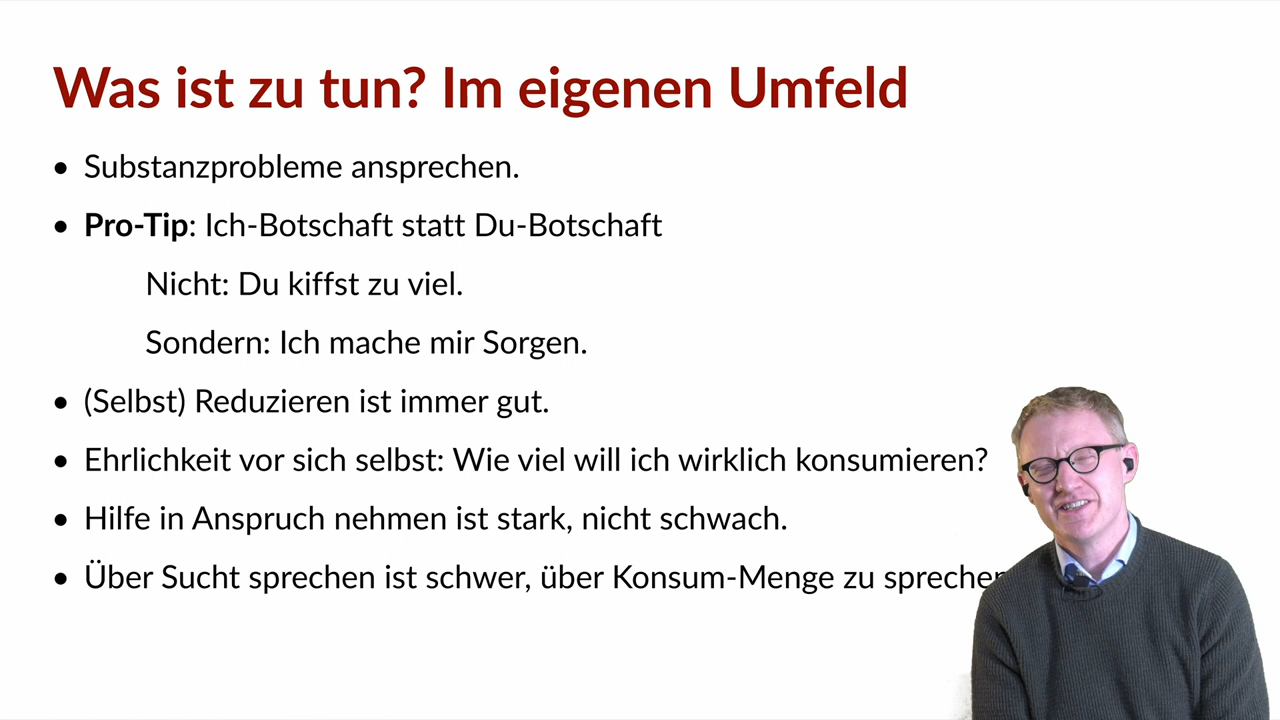 Was ist zu tun? Im eigenen Umfeld
• Substanzprobleme ansprechen.
• Pro-Tip: Ich-Botschaft statt Du-Botschaft
Nicht: Du kiffst zu viel.
Sondern: Ich mache mir Sorgen.
• (Selbst) Reduzieren ist immer gut.
• Ehrlichkeit vor sich selbst: Wie viel will ich wirklich konsumieren?
• Hilfe in Anspruch nehmen ist stark, nicht schwach.
• Über Sucht sprechen ist schwer, über Konsum-Menge zu sprechen